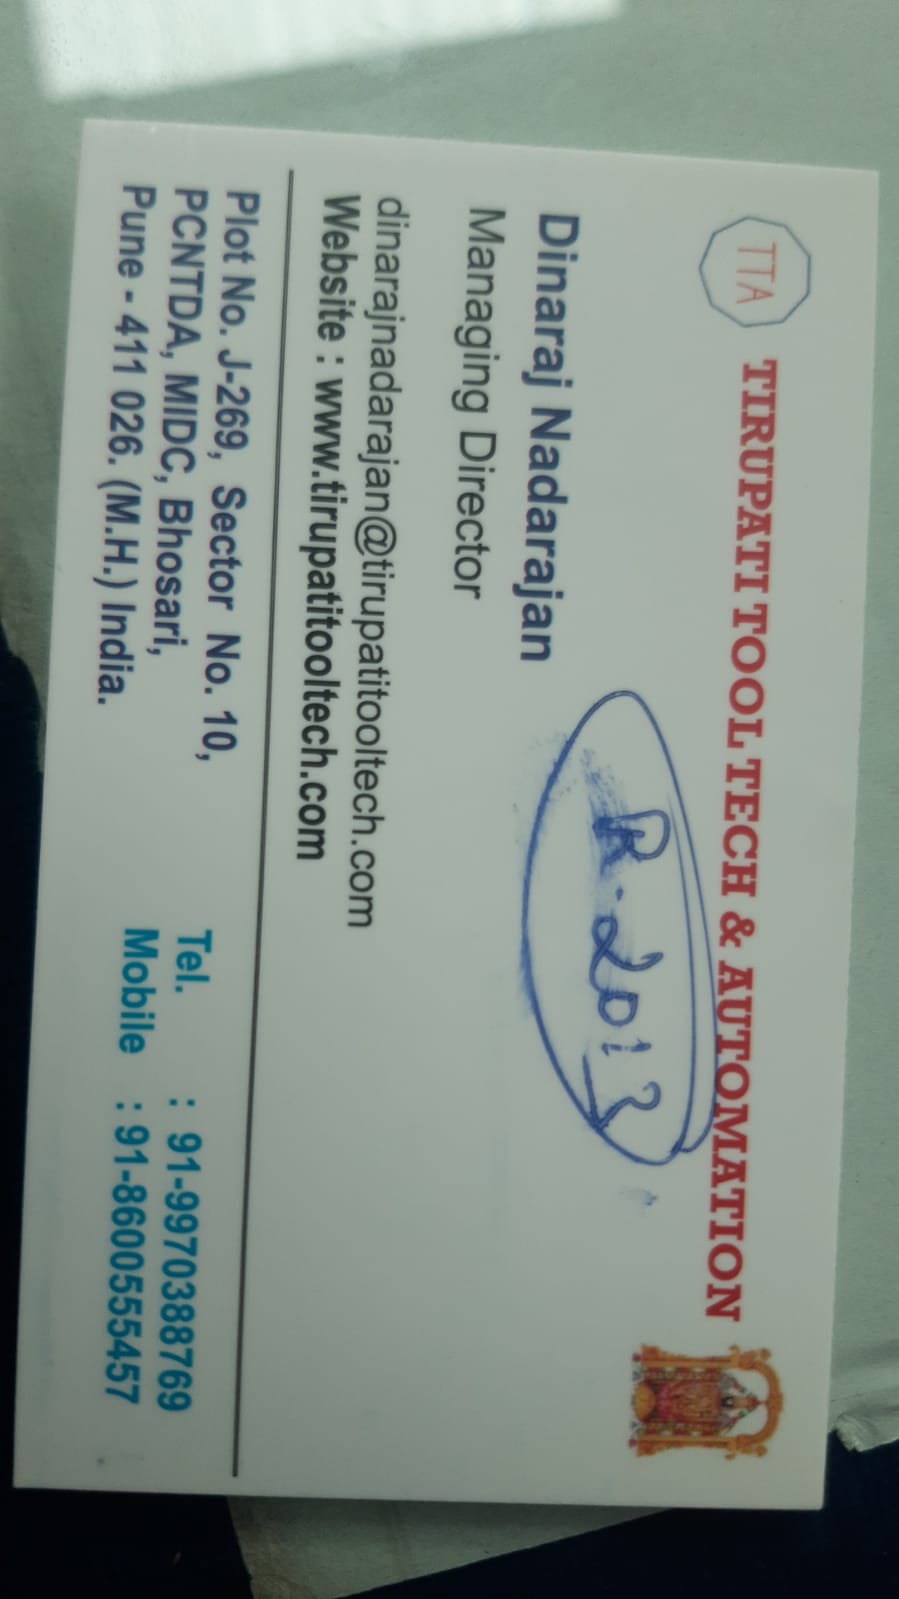 TTA
TIRUPATI TOOL TECH & AUTOMATION
R. 2013
Dinaraj Nadarajan
Managing Director
dinarajnadarajan@tirupatitooltech.com
Website : www.tirupatitooltech.com
Plot No. J-269, Sector No. 10,
PCNTDA, MIDC, Bhosari,
Pune - 411 026. (M.H.) India.
Tel. : 91-9970388769
Mobile : 91-8600555457